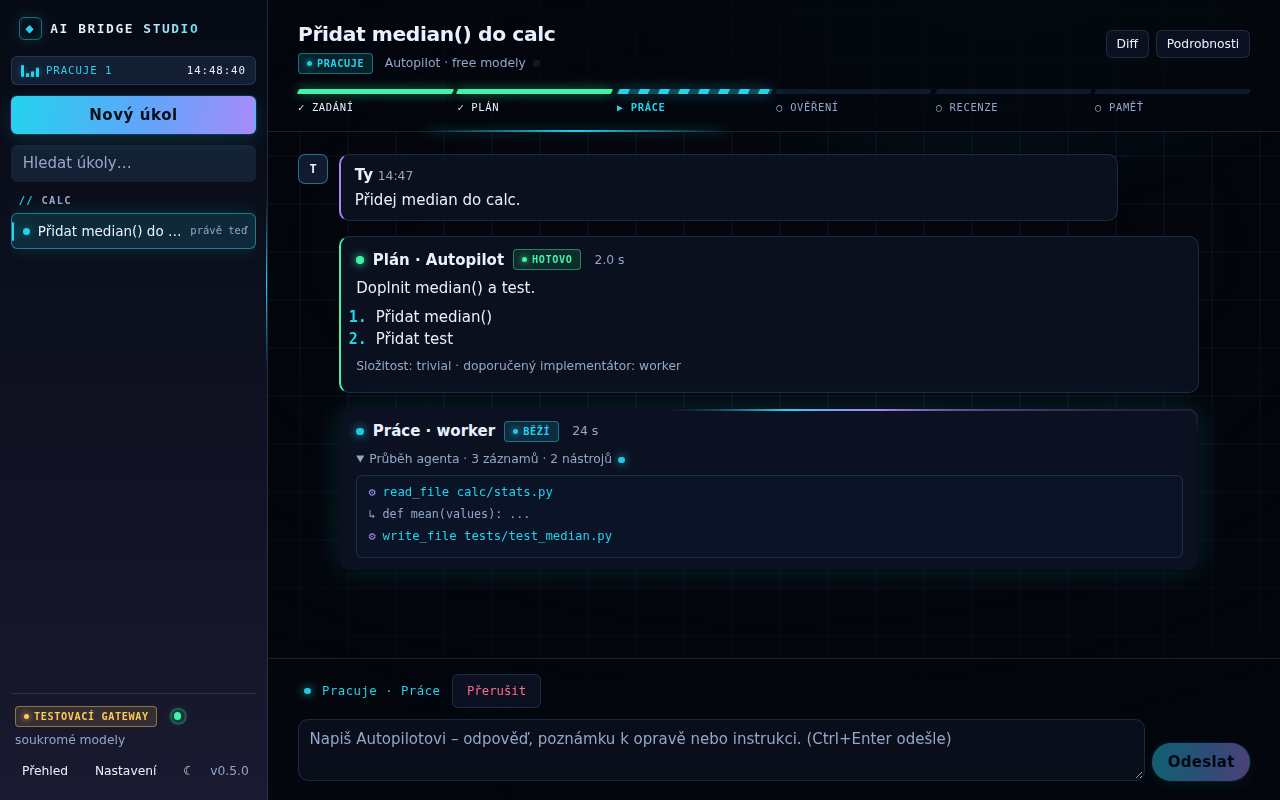 ◆ AI BRIDGE STUDIO
PRACUJE 1 14:48:40
Nový úkol
Hledat úkoly…
// CALC
Přidat median() do … právě teď
TESTOVACÍ GATEWAY
soukromé modely
Přehled Nastavení ☾ v0.5.0
Přidat median() do calc
PRACUJE Autopilot · free modely
Diff Podrobnosti
✓ ZADÁNÍ ✓ PLÁN ▶ PRÁCE ○ OVĚŘENÍ ○ RECENZE ○ PAMĚŤ
T
Ty 14:47
Přidej median do calc.
Plán · Autopilot HOTOVO 2.0 s
Doplnit median() a test.
1. Přidat median()
2. Přidat test
Složitost: trivial · doporučený implementátor: worker
Práce · worker BĚŽÍ 24 s
▼ Průběh agenta · 3 záznamů · 2 nástrojů
⚙ read_file calc/stats.py
↳ def mean(values): ...
⚙ write_file tests/test_median.py
Pracuje · Práce Přerušit
Napiš Autopilotovi – odpověď, poznámku k opravě nebo instrukci. (Ctrl+Enter odešle)
Odeslat